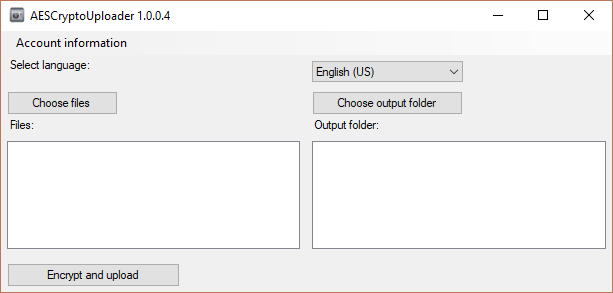 AESCryptoUploader 1.0.0.4
Account information
Select language:
English (US)
Choose files
Choose output folder
Files:
Output folder:
Encrypt and upload